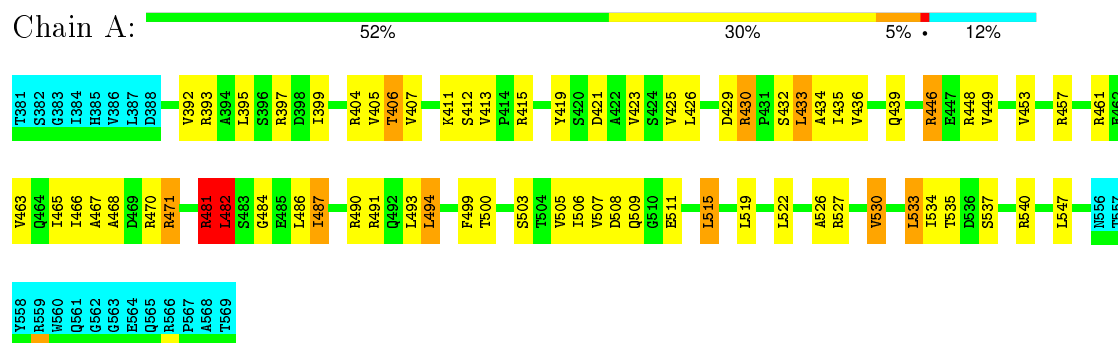 Chain A:
52% 30% 5% • 12%
T381 S382 G383 I384 H385 V386 L387 D388 V392 R393 A394 L395 S396 R397 D398 I399 R404 V405 T406 V407 K411 S412 V413 P414 R415 Y419 S420 D421 A422 V423 S424 V425 L426 D429 R430 P431 S432 L433 A434 I435 V436 Q439 R446 E447 R448 V449 V453 R457 R461
V463 Q464 I465 I466 A467 A468 D469 R470 R471 R481 L482 S483 G484 E485 L486 I487 R490 R491 Q492 L493 L494 F499 T500 S503 T504 V505 I506 V507 D508 Q509 G510 E511 L515 L519 L522 A526 R527 V530 L533 I534 T535 D536 S537 R540 L547 N556 T557
Y558 R559 W560 Q561 G562 G563 E564 Q565 R566 P567 A568 T569